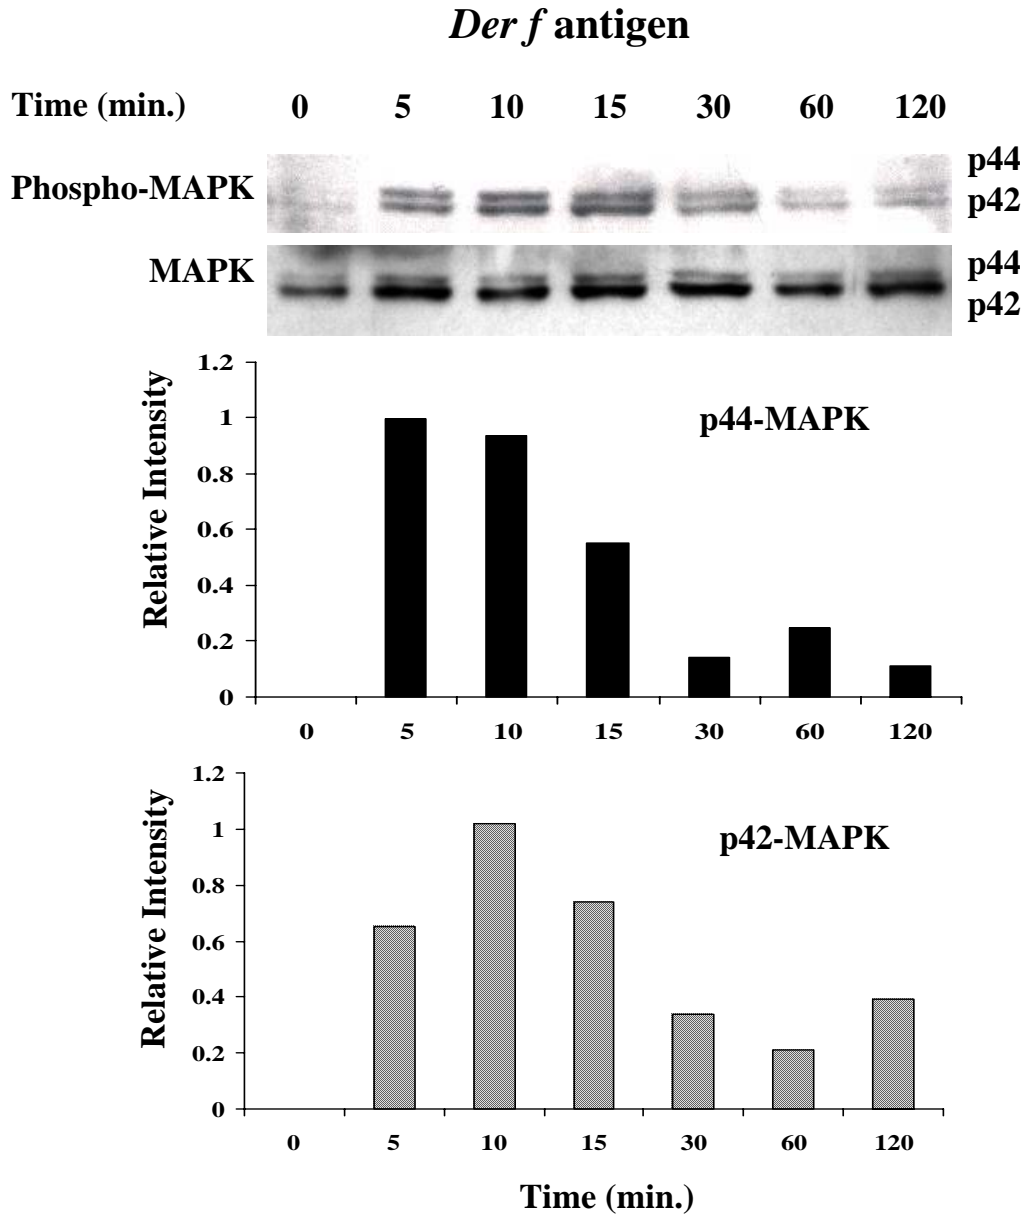 Der f antigen
Time (min.) 0 5 10 15 30 60 120
Phospho-MAPK p44
p42
MAPK p44
p42
Relative Intensity
1.2
1
0.8
0.6
0.4
0.2
0
p44-MAPK
0 5 10 15 30 60 120
Relative Intensity
1.2
1
0.8
0.6
0.4
0.2
0
p42-MAPK
0 5 10 15 30 60 120
Time (min.)